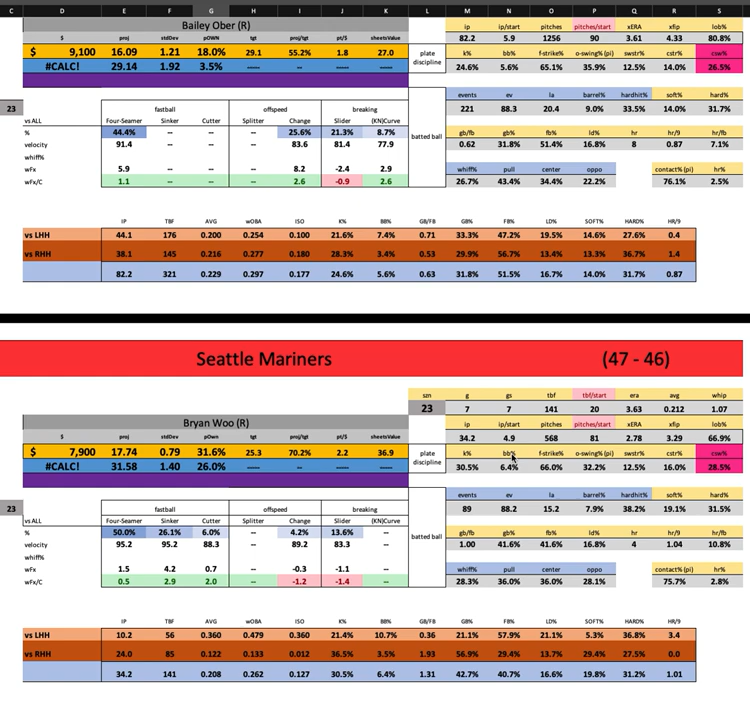 C D E F G H I J K L M N O P Q R S
Bailey Ober (R) ip ip/start pitches pitches/start xERA xfip lob%
$ proj stdDev pOWN tgt proj/tgt pt/$ sheetsValue 82.2 5.9 1256 90 3.61 4.33 80.8%
$ 9,100 16.09 1.21 18.0% 29.1 55.2% 1.8 27.0 plate discipline k% bb% f-strike% o-swing% (pi) swstr% cstr% csw%
#CALC! 29.14 1.92 3.5% ----- -- ----- ----- 24.6% 5.6% 65.1% 35.9% 12.5% 14.0% 26.5%
events ev la barrel% hardhit% soft% hard%
23 fastball offspeed breaking 221 88.3 20.4 9.0% 33.5% 14.0% 31.7%
vs ALL Four-Seamer Sinker Cutter Splitter Change Slider (KN)Curve
% 44.4% -- -- -- 25.6% 21.3% 8.7% batted ball gb/fb gb% fb% ld% hr hr/9 hr/fb
velocity 91.4 -- -- -- 83.6 81.4 77.9 0.62 31.8% 51.4% 16.8% 8 0.87 7.1%
whiff%
wFx 5.9 -- -- -- 8.2 -2.4 2.9 whiff% pull center oppo contact% (pi) hr%
wFx/C 1.1 -- -- -- 2.6 -0.9 2.6 26.7% 43.4% 34.4% 22.2% 76.1% 2.5%
IP TBF AVG wOBA ISO K% BB% GB/FB GB% FB% LD% SOFT% HARD% HR/9
vs LHH 44.1 176 0.200 0.254 0.100 21.6% 7.4% 0.71 33.3% 47.2% 19.5% 14.6% 27.6% 0.4
vs RHH 38.1 145 0.216 0.277 0.180 28.3% 3.4% 0.53 29.9% 56.7% 13.4% 13.3% 36.7% 1.4
82.2 321 0.229 0.297 0.177 24.6% 5.6% 0.63 31.8% 51.5% 16.7% 14.0% 31.7% 0.87
Seattle Mariners (47 - 46)
sm g gs tbf tbf/start era avg whip
23 7 7 141 20 3.63 0.212 1.07
Bryan Woo (R) ip ip/start pitches pitches/start xERA xfip lob%
$ proj stdDev pOwn tgt proj/tgt pt/$ sheetsValue 34.2 4.9 568 81 2.78 3.29 66.9%
$ 7,900 17.74 0.79 31.6% 25.3 70.2% 2.2 36.9 plate discipline k% bb% f-strike% o-swing% (pi) swstr% cstr% csw%
#CALC! 31.58 1.40 26.0% ----- -- ----- ----- 30.5% 6.4% 66.0% 32.2% 12.5% 16.0% 28.5%
events ev la barrel% hardhit% soft% hard%
23 fastball offspeed breaking 89 88.2 15.2 7.9% 38.2% 19.1% 31.5%
vs ALL Four-Seamer Sinker Cutter Splitter Change Slider (KN)Curve
% 50.0% 26.1% 6.0% -- 4.2% 13.6% -- batted ball gb/fb gb% fb% ld% hr hr/9 hr/fb
velocity 95.2 95.2 88.3 -- 89.2 83.3 -- 1.00 41.6% 41.6% 16.8% 4 1.04 10.8%
whiff%
wFx 1.5 4.2 0.7 -- -0.3 -1.1 -- whiff% pull center oppo contact% (pi) hr%
wFx/C 0.5 2.9 2.0 -- -1.2 -1.4 -- 28.3% 36.0% 36.0% 28.1% 75.7% 2.8%
IP TBF AVG wOBA ISO K% BB% GB/FB GB% FB% LD% SOFT% HARD% HR/9
vs LHH 10.2 56 0.360 0.479 0.360 21.4% 10.7% 0.36 21.1% 57.9% 21.1% 5.3% 36.8% 3.4
vs RHH 24.0 85 0.122 0.133 0.012 36.5% 3.5% 1.93 56.9% 29.4% 13.7% 29.4% 27.5% 0.0
34.2 141 0.208 0.262 0.127 30.5% 6.4% 1.31 42.7% 40.7% 16.6% 19.8% 31.2% 1.01